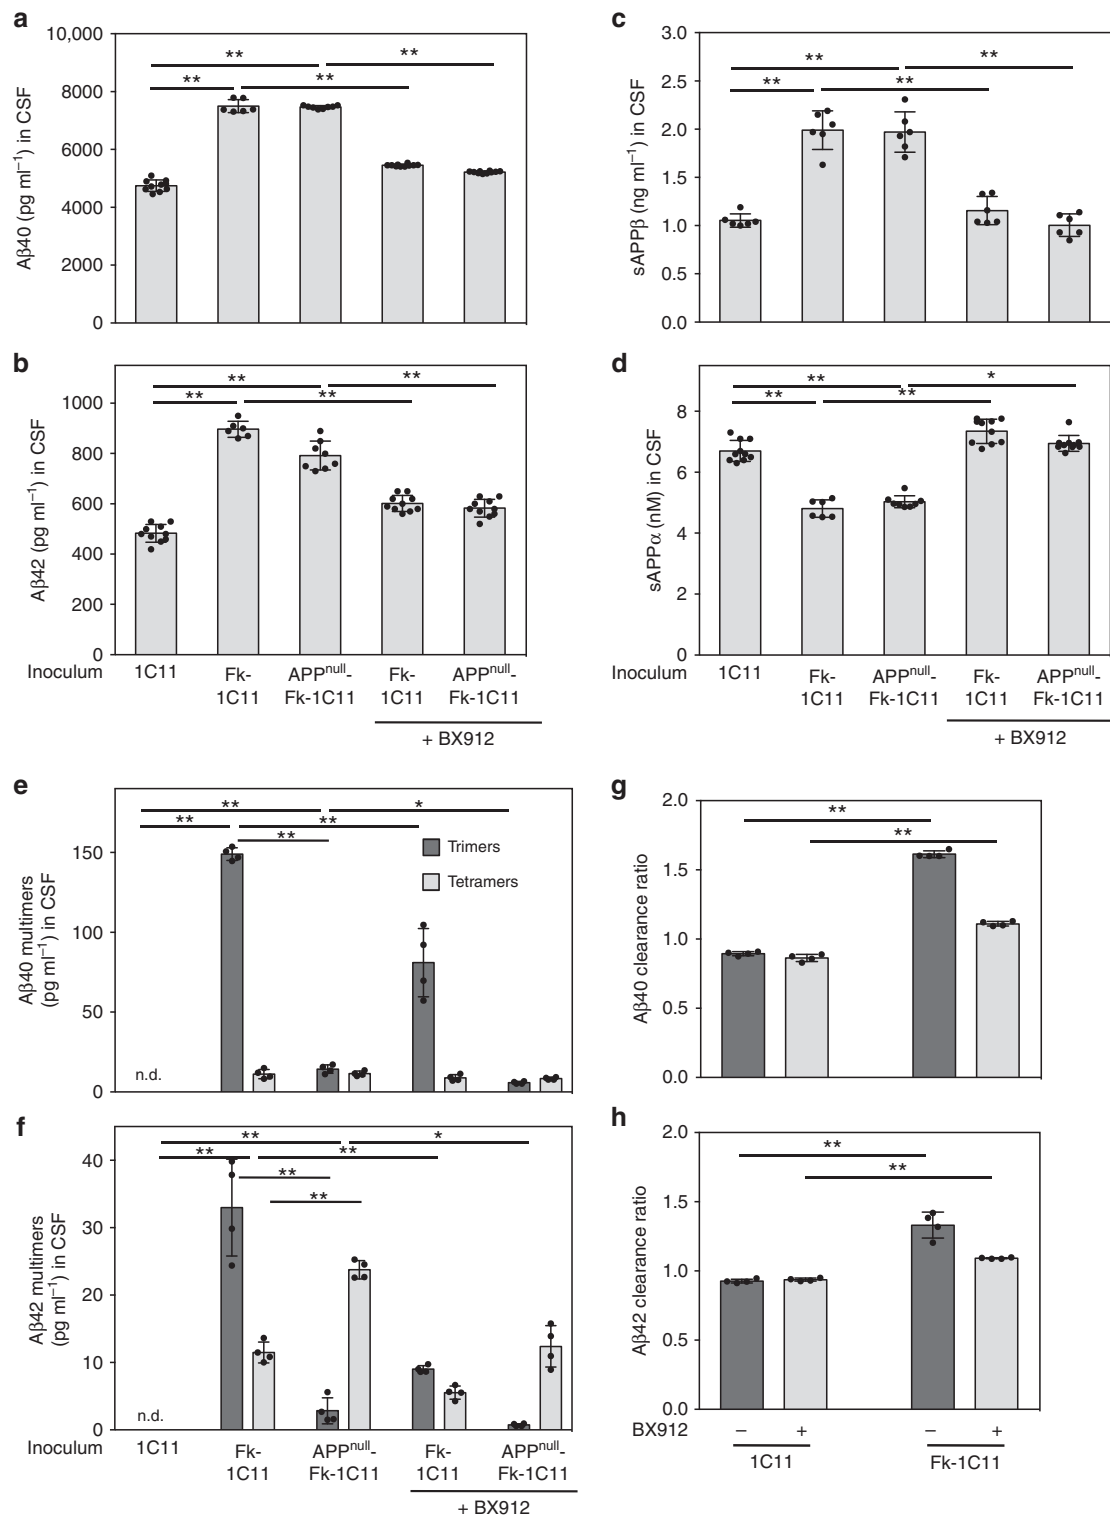 a
10,000
8000
6000
4000
2000
0
Aβ40 (pg ml⁻¹) in CSF
** ** ** **
b
1000
800
600
400
200
0
Aβ42 (pg ml⁻¹) in CSF
** ** ** **
Inoculum 1C11 Fk- APPnull- Fk- APPnull-
1C11 Fk-1C11 1C11 Fk-1C11
+ BX912
c
3.0
2.5
2.0
1.5
1.0
0.5
0.0
sAPPβ (ng ml⁻¹) in CSF
** ** ** **
d
8
6
4
2
0
sAPPα (nM) in CSF
** * ** **
1C11 Fk- APPnull- Fk- APPnull-
1C11 Fk-1C11 1C11 Fk-1C11
+ BX912
e
150
100
50
0
Aβ40 multimers
(pg ml⁻¹) in CSF
** * ** ** **
Trimers
Tetramers
n.d.
f
40
30
20
10
0
Aβ42 multimers
(pg ml⁻¹) in CSF
** * ** ** ** **
n.d.
Inoculum 1C11 Fk- APPnull- Fk- APPnull-
1C11 Fk-1C11 1C11 Fk-1C11
+ BX912
g
2.0
1.5
1.0
0.5
0.0
Aβ40 clearance ratio
** **
h
2.0
1.5
1.0
0.5
0.0
Aβ42 clearance ratio
** **
BX912 – + – +
1C11 Fk-1C11